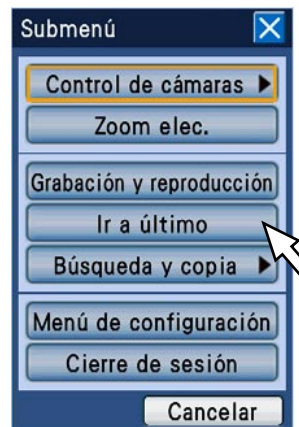 Submenú
Control de cámaras
Zoom elec.
Grabación y reproducción
Ir a último
Búsqueda y copia
Menú de configuración
Cierre de sesión
Cancelar